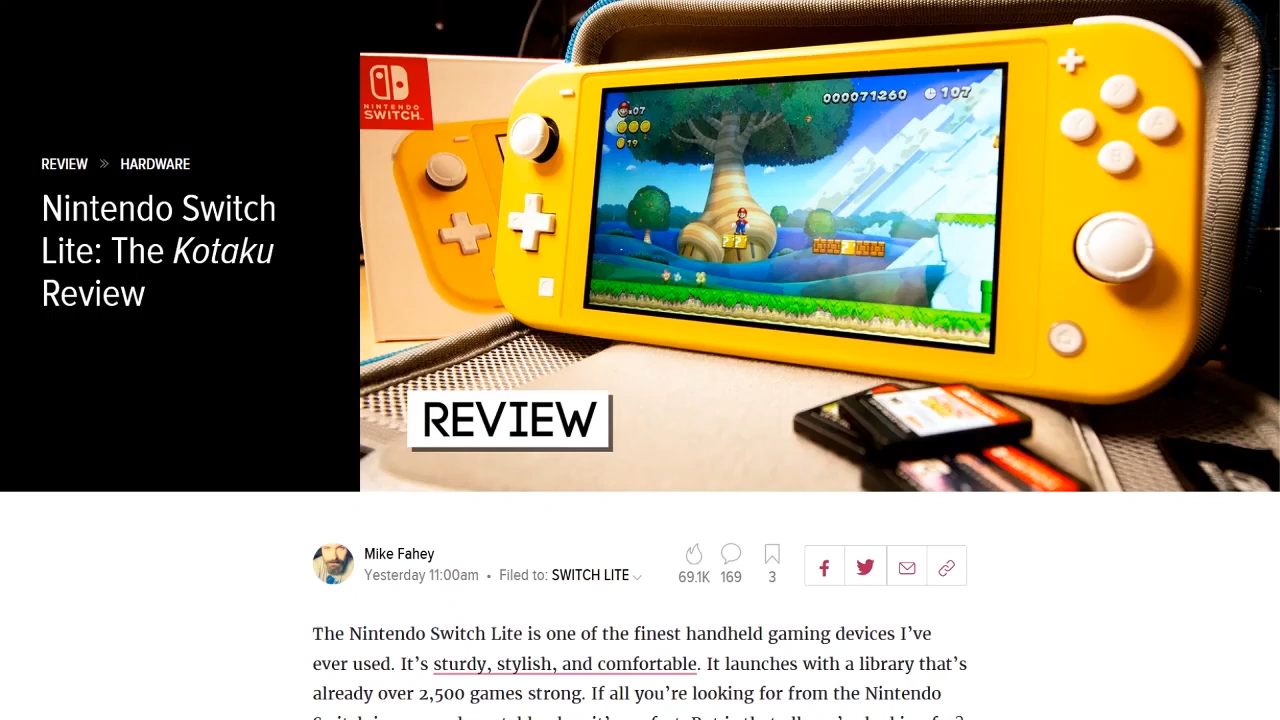 NINTENDO
SWITCH™
REVIEW » HARDWARE
Nintendo Switch
Lite: The Kotaku
Review
x07
19
000071260
107
REVIEW
Mike Fahey
Yesterday 11:00am • Filed to: SWITCH LITE
69.1K 169 3
The Nintendo Switch Lite is one of the finest handheld gaming devices I’ve
ever used. It’s sturdy, stylish, and comfortable. It launches with a library that’s
already over 2,500 games strong. If all you’re looking for from the Nintendo